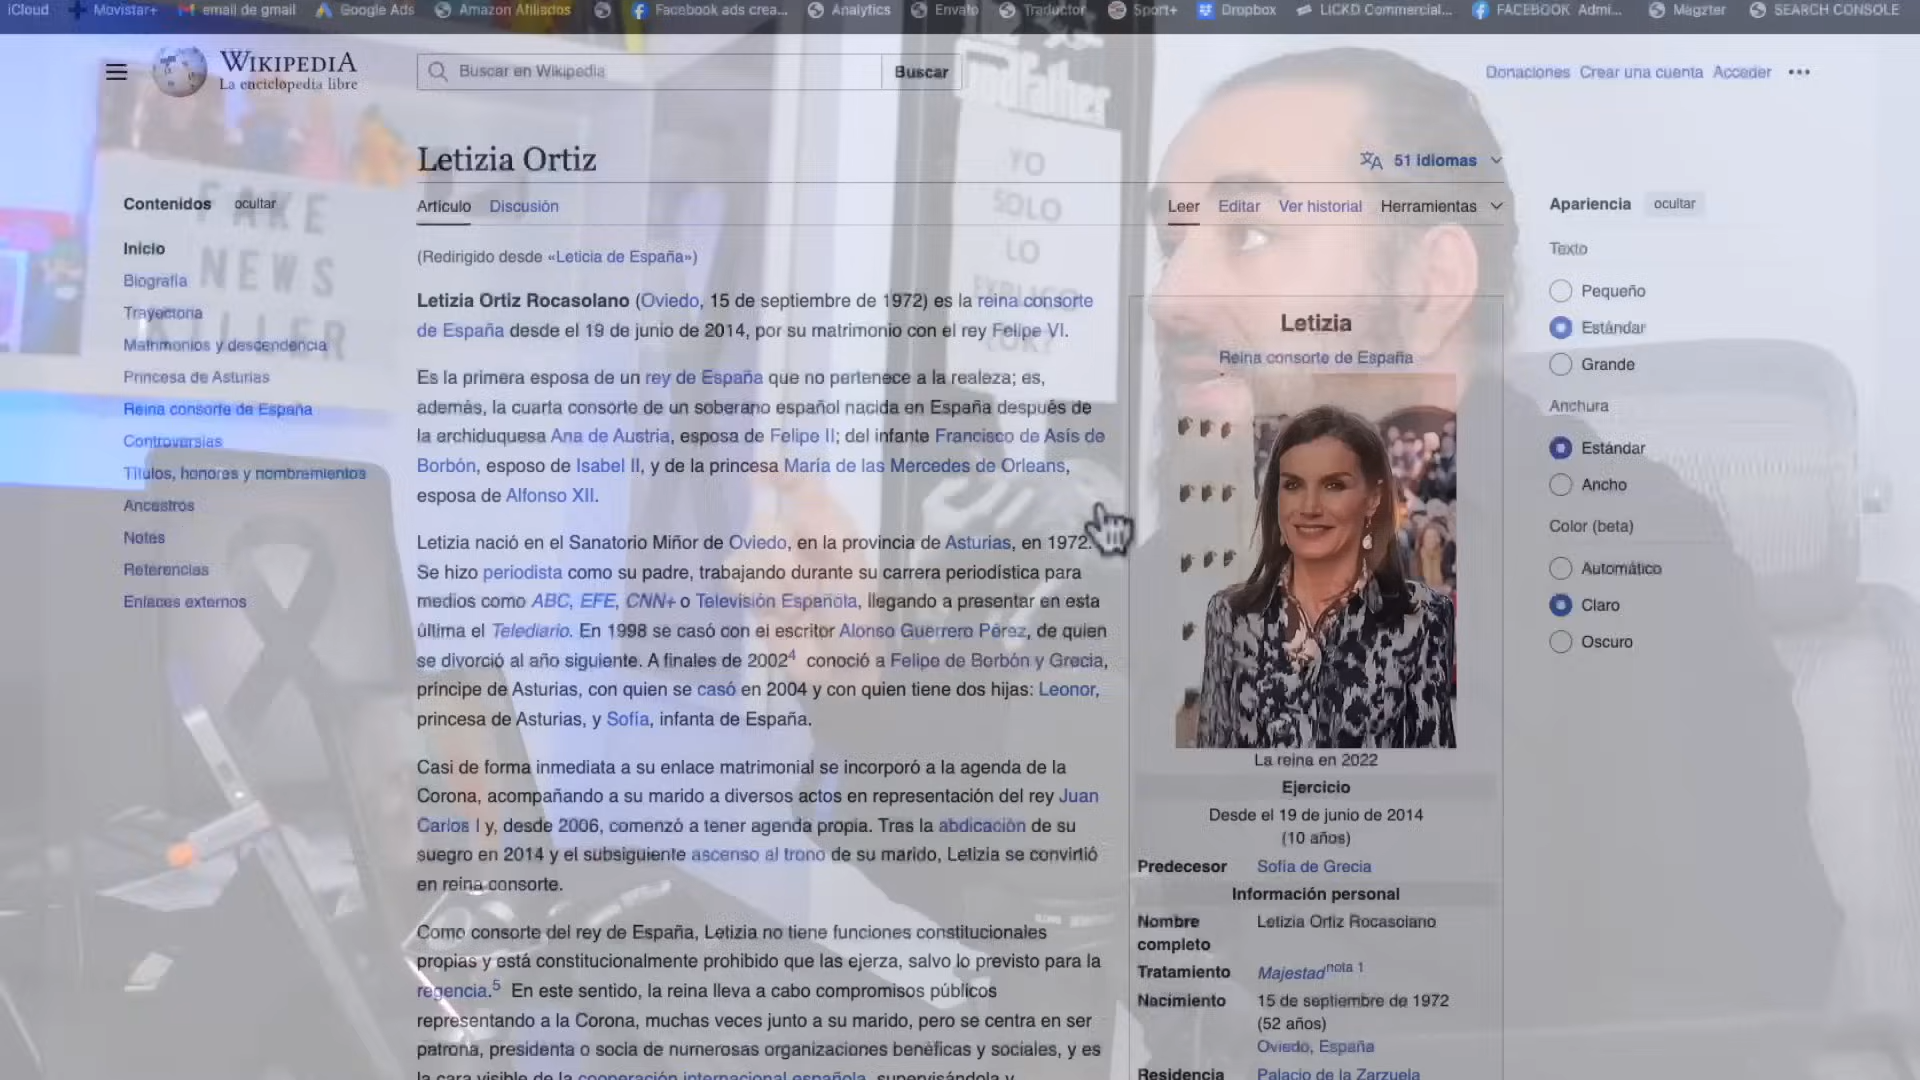 iCloud Movistar+ email de gmail Google Ads Amazon Afiliados Facebook ads crea... Analytics Envato Traductor Sport+ Dropbox LICKD Commercial... FACEBOOK Admi... Magzter SEARCH CONSOLE
WIKIPEDIA
La enciclopedia libre
Buscar en Wikipedia
Buscar
Donaciones Crear una cuenta Acceder
Godfather
Letizia Ortiz
51 idiomas
Contenidos ocultar
Artículo Discusión
Leer Editar Ver historial Herramientas
Inicio
Biografía
Trayectoria
Matrimonios y descendencia
Princesa de Asturias
Reina consorte de España
Controversias
Títulos, honores y nombramientos
Ancestros
Notas
Referencias
Enlaces externos
FAKE
NEWS
KILLER
YO
SOLO
LO
EXPLICO
(OK?
(Redirigido desde «Leticia de España»)
Letizia Ortiz Rocasolano (Oviedo, 15 de septiembre de 1972) es la reina consorte
de España desde el 19 de junio de 2014, por su matrimonio con el rey Felipe VI.
Es la primera esposa de un rey de España que no pertenece a la realeza; es,
además, la cuarta consorte de un soberano español nacida en España después de
la archiduquesa Ana de Austria, esposa de Felipe II; del infante Francisco de Asís de
Borbón, esposo de Isabel II, y de la princesa María de las Mercedes de Orleans,
esposa de Alfonso XII.
Letizia nació en el Sanatorio Miñor de Oviedo, en la provincia de Asturias, en 1972.
Se hizo periodista como su padre, trabajando durante su carrera periodística para
medios como ABC, EFE, CNN+ o Televisión Española, llegando a presentar en esta
última el Telediario. En 1998 se casó con el escritor Alonso Guerrero Pérez, de quien
se divorció al año siguiente. A finales de 2002⁴ conoció a Felipe de Borbón y Grecia,
príncipe de Asturias, con quien se casó en 2004 y con quien tiene dos hijas: Leonor,
princesa de Asturias, y Sofía, infanta de España.
Casi de forma inmediata a su enlace matrimonial se incorporó a la agenda de la
Corona, acompañando a su marido a diversos actos en representación del rey Juan
Carlos I y, desde 2006, comenzó a tener agenda propia. Tras la abdicación de su
suegro en 2014 y el subsiguiente ascenso al trono de su marido, Letizia se convirtió
en reina consorte.
Como consorte del rey de España, Letizia no tiene funciones constitucionales
propias y está constitucionalmente prohibido que las ejerza, salvo lo previsto para la
regencia.⁵ En este sentido, la reina lleva a cabo compromisos públicos
representando a la Corona, muchas veces junto a su marido, pero se centra en ser
patrona, presidenta o socia de numerosas organizaciones benéficas y sociales, y es
la cara visible de la cooperación internacional española, supervisándola y
Letizia
Reina consorte de España
La reina en 2022
Ejercicio
Desde el 19 de junio de 2014
(10 años)
Predecesor Sofía de Grecia
Información personal
Nombre completo Letizia Ortiz Rocasolano
Tratamiento Majestad nota 1
Nacimiento 15 de septiembre de 1972
(52 años)
Oviedo, España
Residencia Palacio de la Zarzuela
Apariencia ocultar
Texto
Pequeño
Estándar
Grande
Anchura
Estándar
Ancho
Color (beta)
Automático
Claro
Oscuro